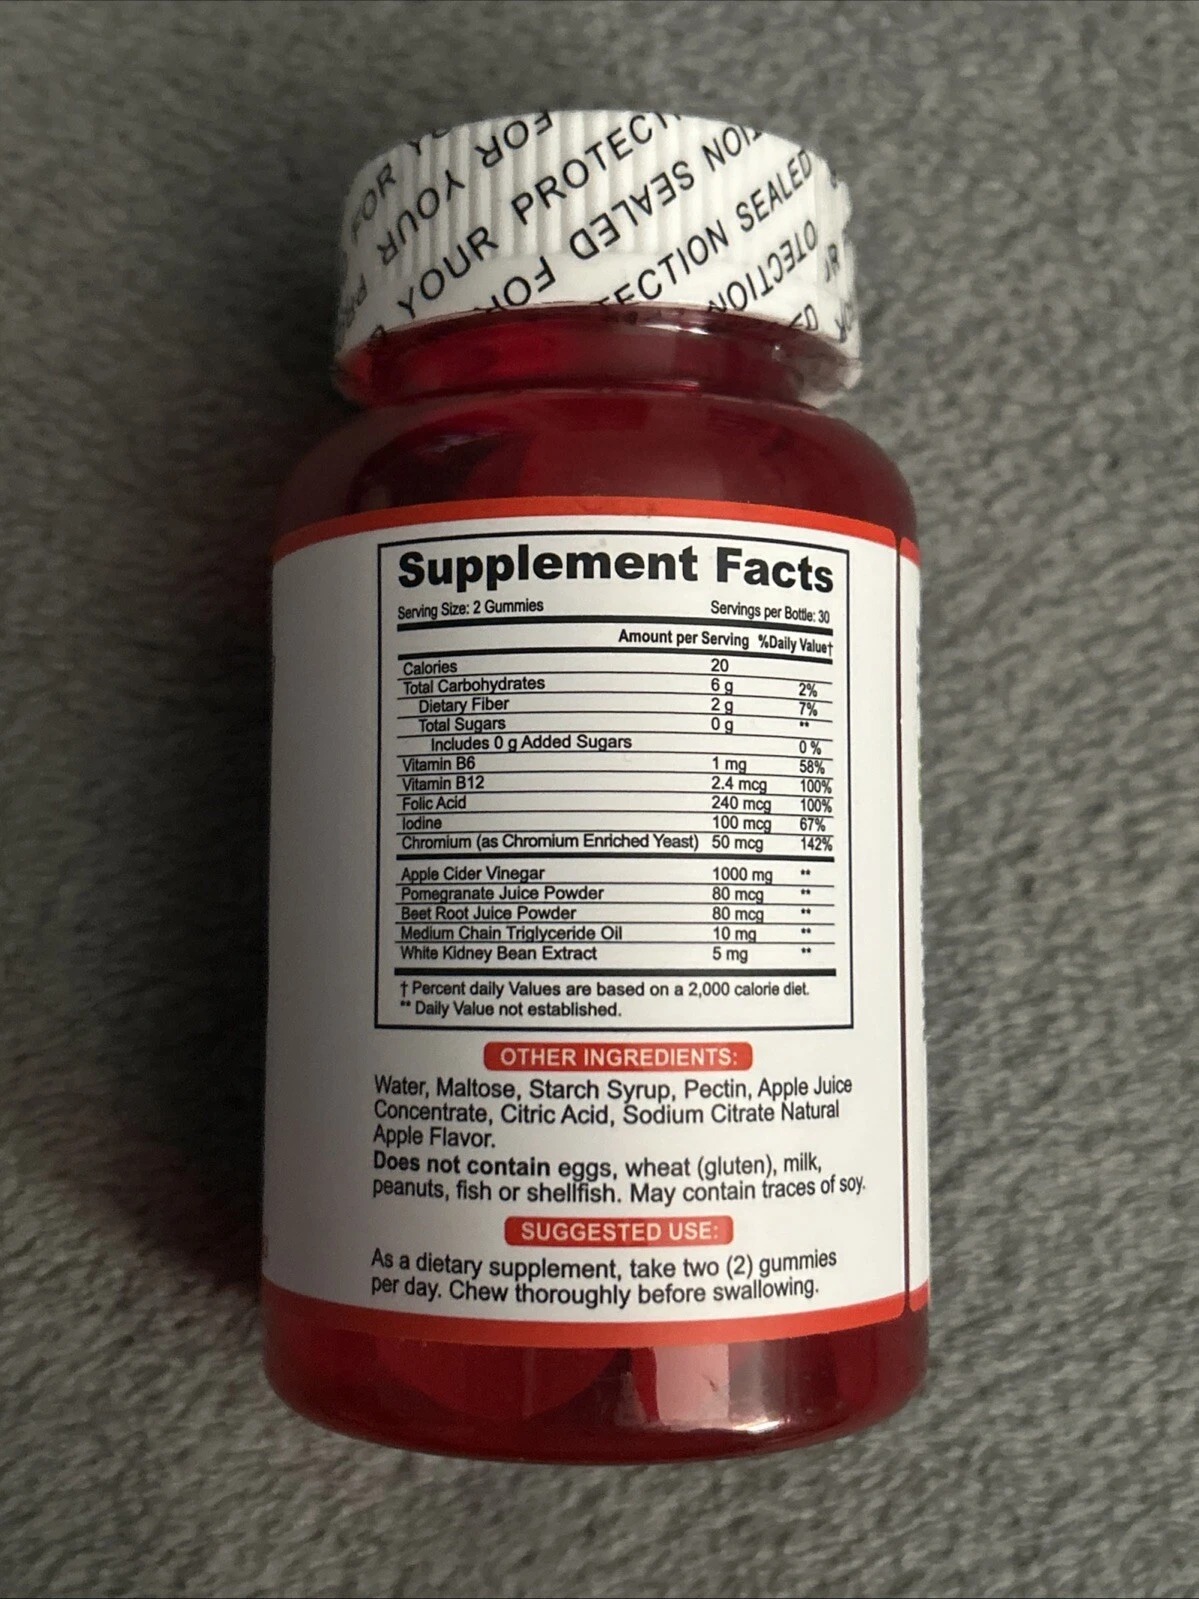 FOR YO
FOR YOUR
YOUR PROTECTI
FOR SEALED
ECTION SEALED
OTECTION
Supplement Facts
Serving Size: 2 Gummies Servings per Bottle: 30
Amount per Serving %Daily Value†
Calories 20
Total Carbohydrates 6 g 2%
Dietary Fiber 2 g 7%
Total Sugars 0 g **
Includes 0 g Added Sugars 0 %
Vitamin B6 1 mg 58%
Vitamin B12 2.4 mcg 100%
Folic Acid 240 mcg 100%
Iodine 100 mcg 67%
Chromium (as Chromium Enriched Yeast) 50 mcg 142%
Apple Cider Vinegar 1000 mg **
Pomegranate Juice Powder 80 mcg **
Beet Root Juice Powder 80 mcg **
Medium Chain Triglyceride Oil 10 mg **
White Kidney Bean Extract 5 mg **
† Percent daily Values are based on a 2,000 calorie diet.
** Daily Value not established.
OTHER INGREDIENTS:
Water, Maltose, Starch Syrup, Pectin, Apple Juice
Concentrate, Citric Acid, Sodium Citrate Natural
Apple Flavor.
Does not contain eggs, wheat (gluten), milk,
peanuts, fish or shellfish. May contain traces of soy.
SUGGESTED USE:
As a dietary supplement, take two (2) gummies
per day. Chew thoroughly before swallowing.